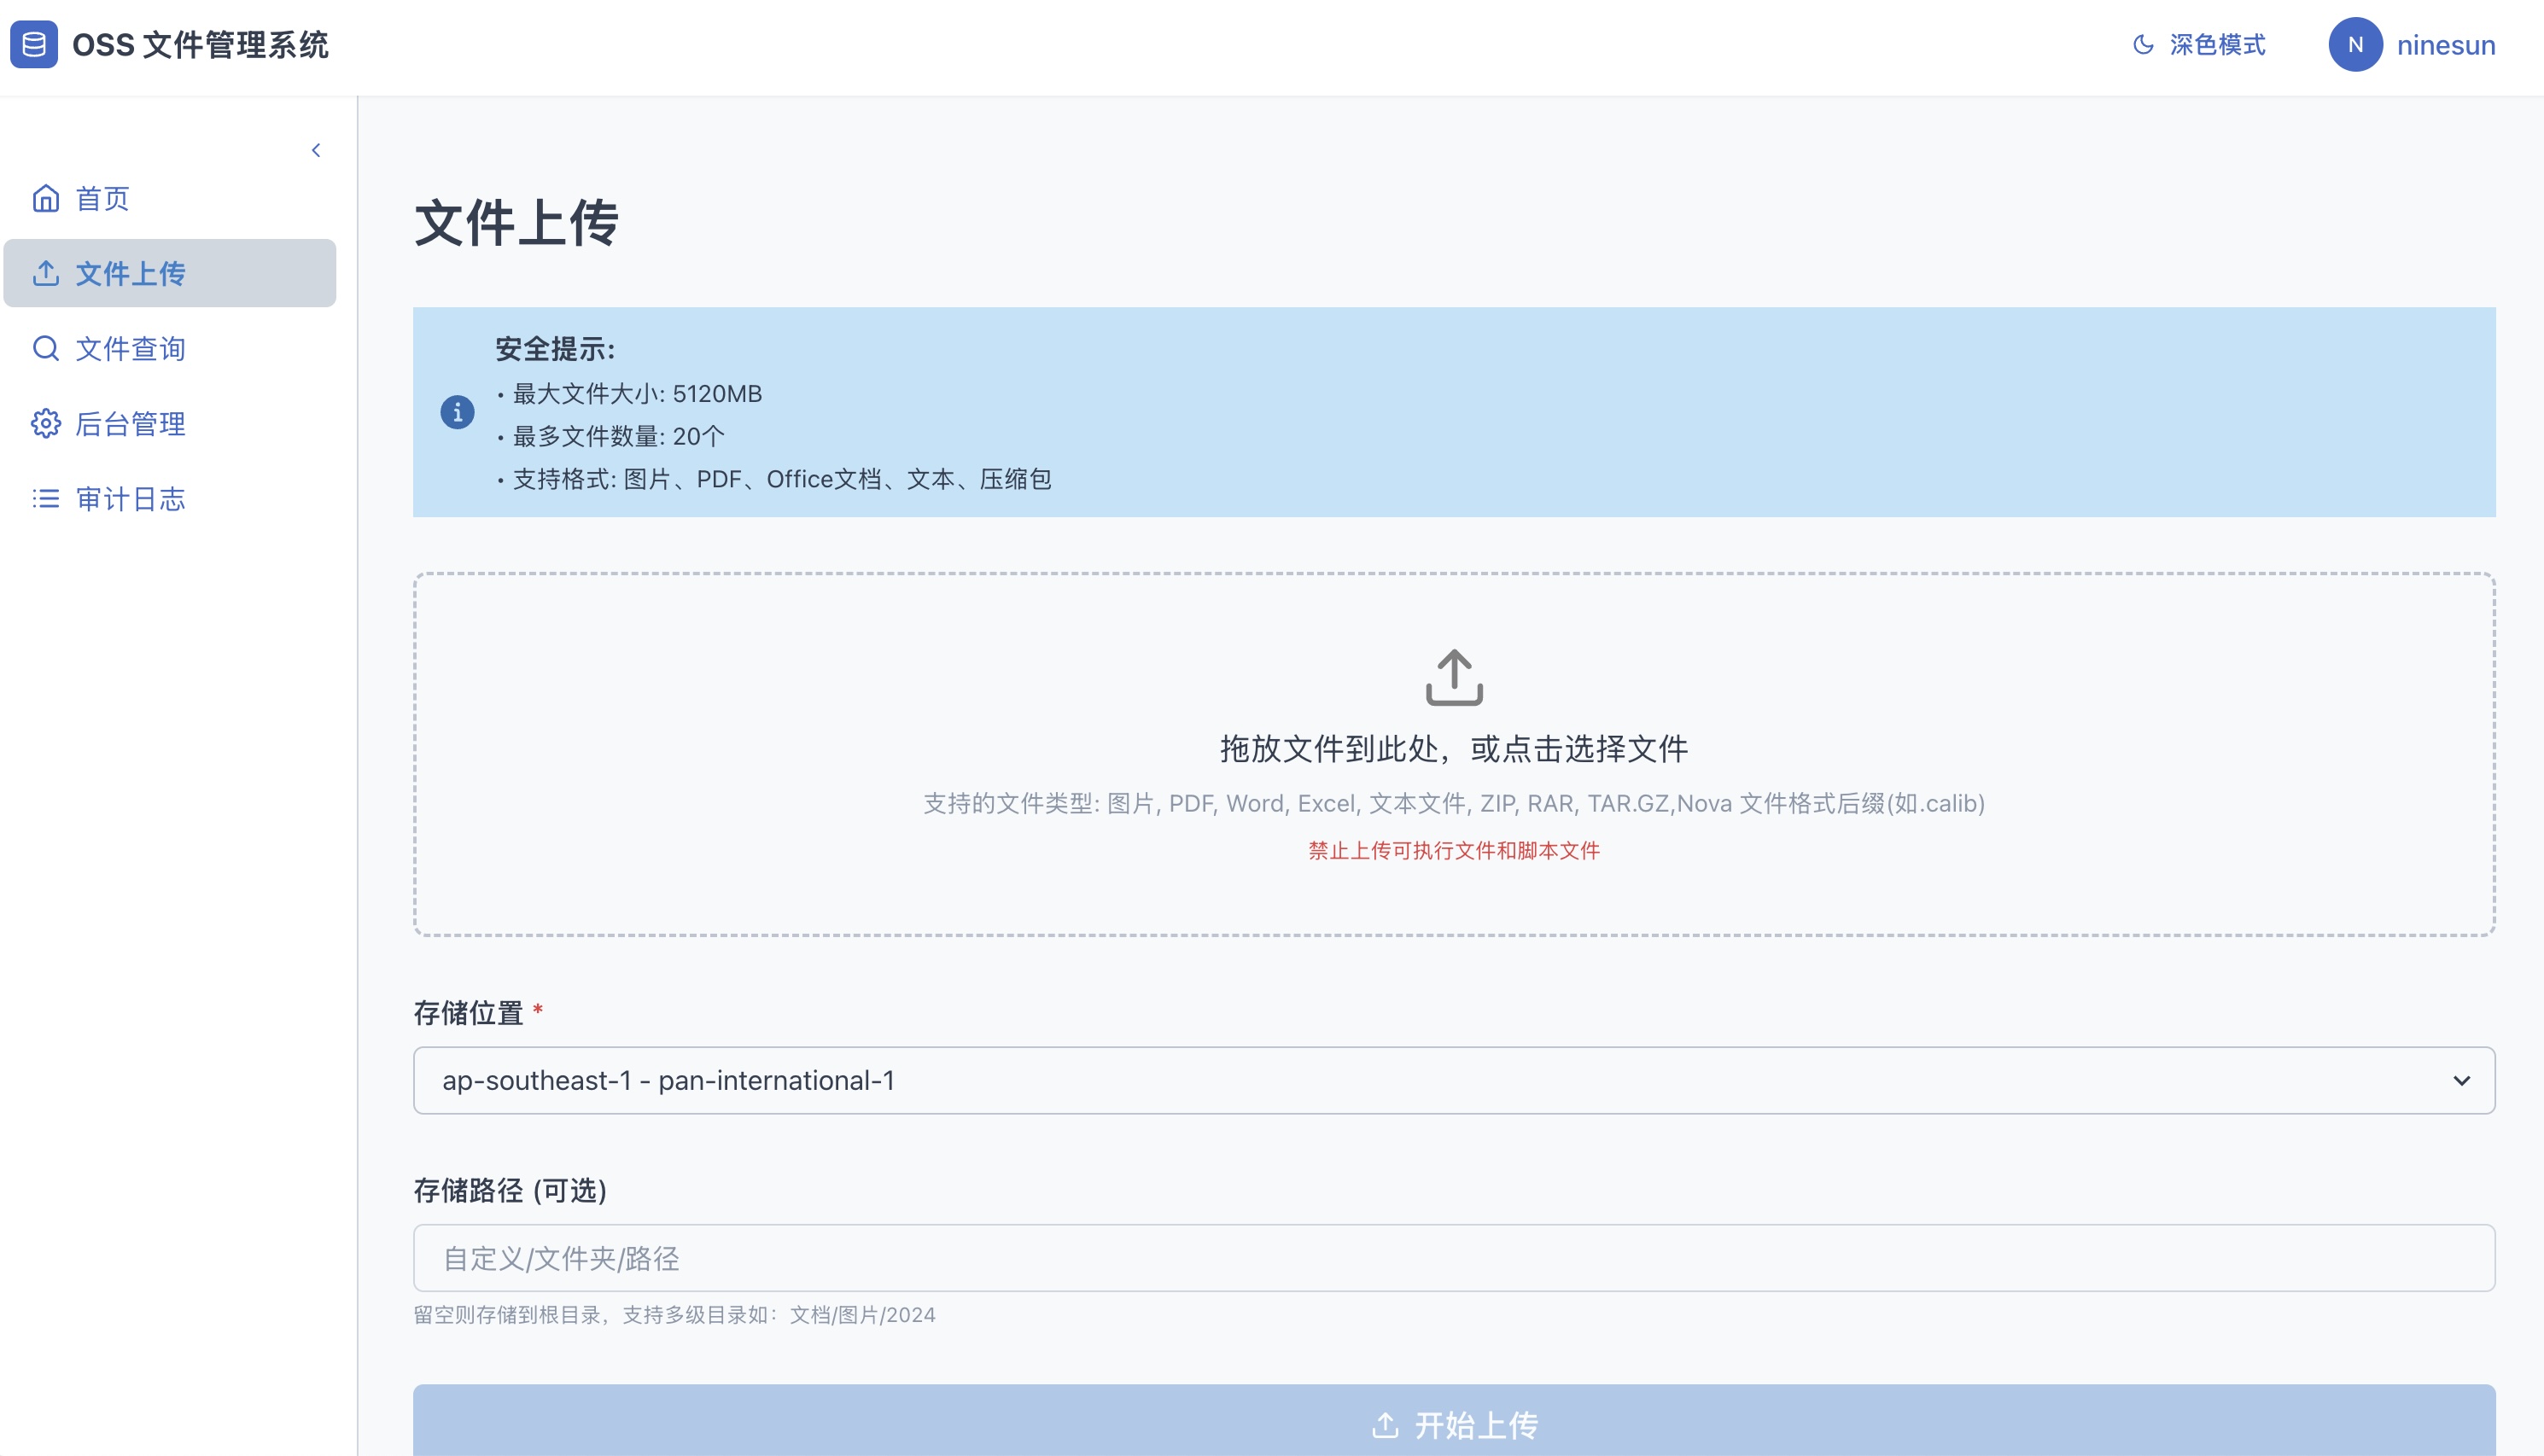 OSS 文件管理系统
深色模式
N
ninesun
首页
文件上传
文件查询
后台管理
审计日志
文件上传
安全提示:
• 最大文件大小: 5120MB
• 最多文件数量: 20个
• 支持格式: 图片、PDF、Office文档、文本、压缩包
拖放文件到此处，或点击选择文件
支持的文件类型: 图片, PDF, Word, Excel, 文本文件, ZIP, RAR, TAR.GZ,Nova 文件格式后缀(如.calib)
禁止上传可执行文件和脚本文件
存储位置 *
ap-southeast-1 - pan-international-1
存储路径 (可选)
自定义/文件夹/路径
留空则存储到根目录，支持多级目录如：文档/图片/2024
开始上传